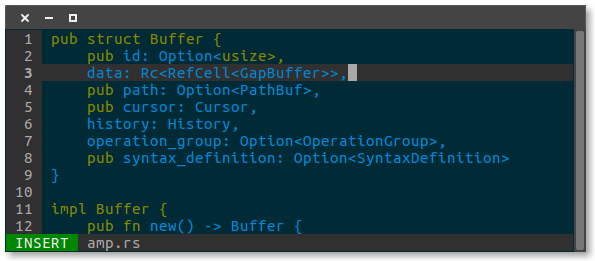 1 pub struct Buffer {
2     pub id: Option<usize>,
3     data: Rc<RefCell<GapBuffer>>,
4     pub path: Option<PathBuf>,
5     pub cursor: Cursor,
6     history: History,
7     operation_group: Option<OperationGroup>,
8     pub syntax_definition: Option<SyntaxDefinition>
9 }
10
11 impl Buffer {
12     pub fn new() -> Buffer {
INSERT amp.rs